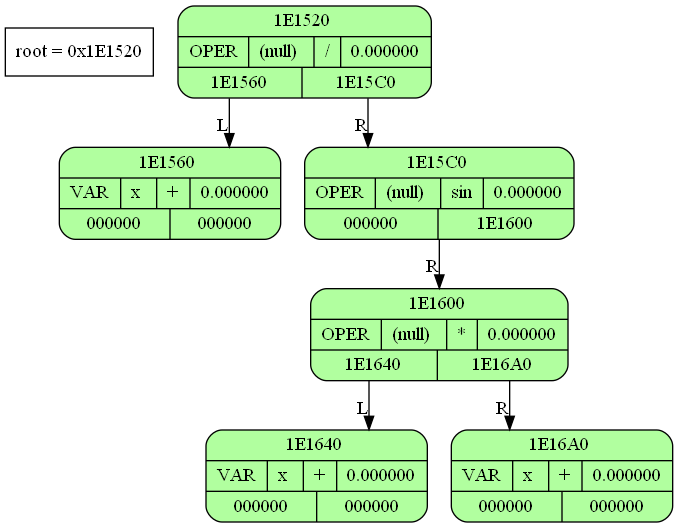 root = 0x1E1520
1E1520
OPER (null) / 0.000000
1E1560 1E15C0
L R
1E1560
VAR x + 0.000000
000000 000000
1E15C0
OPER (null) sin 0.000000
000000 1E1600
R
1E1600
OPER (null) * 0.000000
1E1640 1E16A0
L R
1E1640
VAR x + 0.000000
000000 000000
1E16A0
VAR x + 0.000000
000000 000000